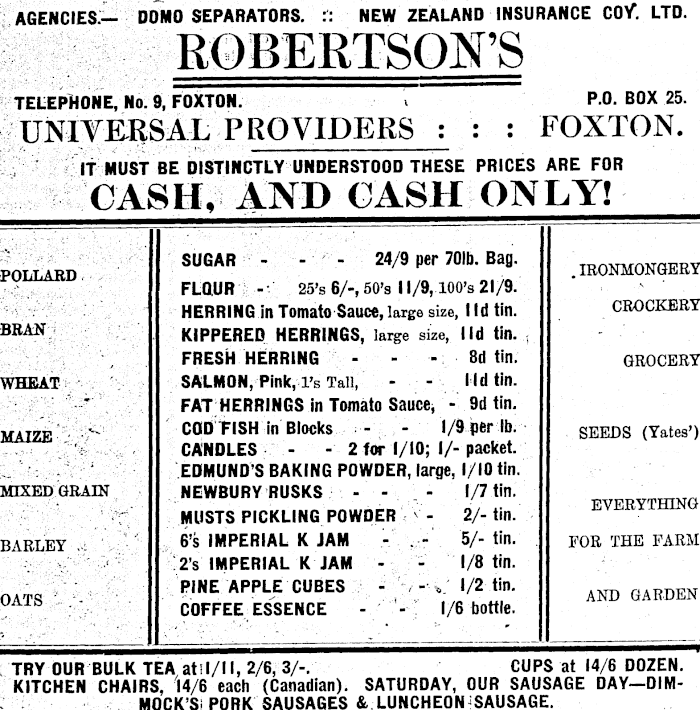 AGENCIES.— DOMO SEPARATORS. :: NEW ZEALAND INSURANCE COY. LTD.
ROBERTSON'S
TELEPHONE, No. 9, FOXTON. P.O. BOX 25.
UNIVERSAL PROVIDERS : : : FOXTON.
IT MUST BE DISTINCTLY UNDERSTOOD THESE PRICES ARE FOR
CASH, AND CASH ONLY!
POLLARD
BRAN
WHEAT
MAIZE
MIXED GRAIN
BARLEY
OATS
SUGAR - - - 24/9 per 70lb. Bag.
FLOUR - 25's 6/-, 50's 11/9, 100's 21/9.
HERRING in Tomato Sauce, large size, 11d tin.
KIPPERED HERRINGS, large size, 11d tin.
FRESH HERRING - - - 8d tin.
SALMON, Pink, 1's Tall, - - 11d tin.
FAT HERRINGS in Tomato Sauce, - 9d tin.
COD FISH in Blocks - - 1/9 per lb.
CANDLES - - 2 for 1/10; 1/- packet.
EDMUND'S BAKING POWDER, large, 1/10 tin.
NEWBURY RUSKS - - - 1/7 tin.
MUSTS PICKLING POWDER - 2/- tin.
6's IMPERIAL K JAM - - 5/- tin.
2's IMPERIAL K JAM - - 1/8 tin.
PINE APPLE CUBES - - 1/2 tin.
COFFEE ESSENCE - - 1/6 bottle.
IRONMONGERY
CROCKERY
GROCERY
SEEDS (Yates')
EVERYTHING
FOR THE FARM
AND GARDEN
TRY OUR BULK TEA at 1/11, 2/6, 3/-. CUPS at 14/6 DOZEN.
KITCHEN CHAIRS, 14/6 each (Canadian). SATURDAY, OUR SAUSAGE DAY—DIM-
MOCK'S PORK SAUSAGES & LUNCHEON SAUSAGE.